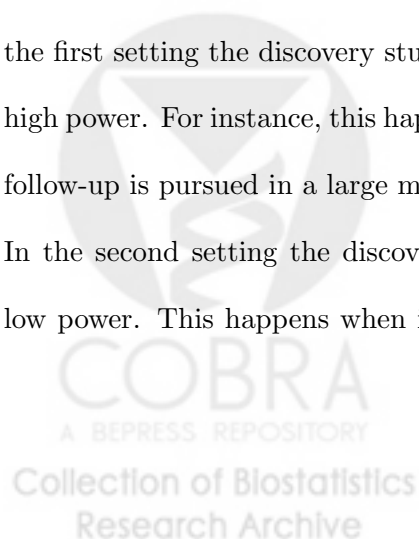 the first setting the discovery stu
high power. For instance, this hap
follow-up is pursued in a large m
In the second setting the discov
low power. This happens when
COBRA
A BEPRESS REPOSITORY
Collection of Biostatistics
Research Archive